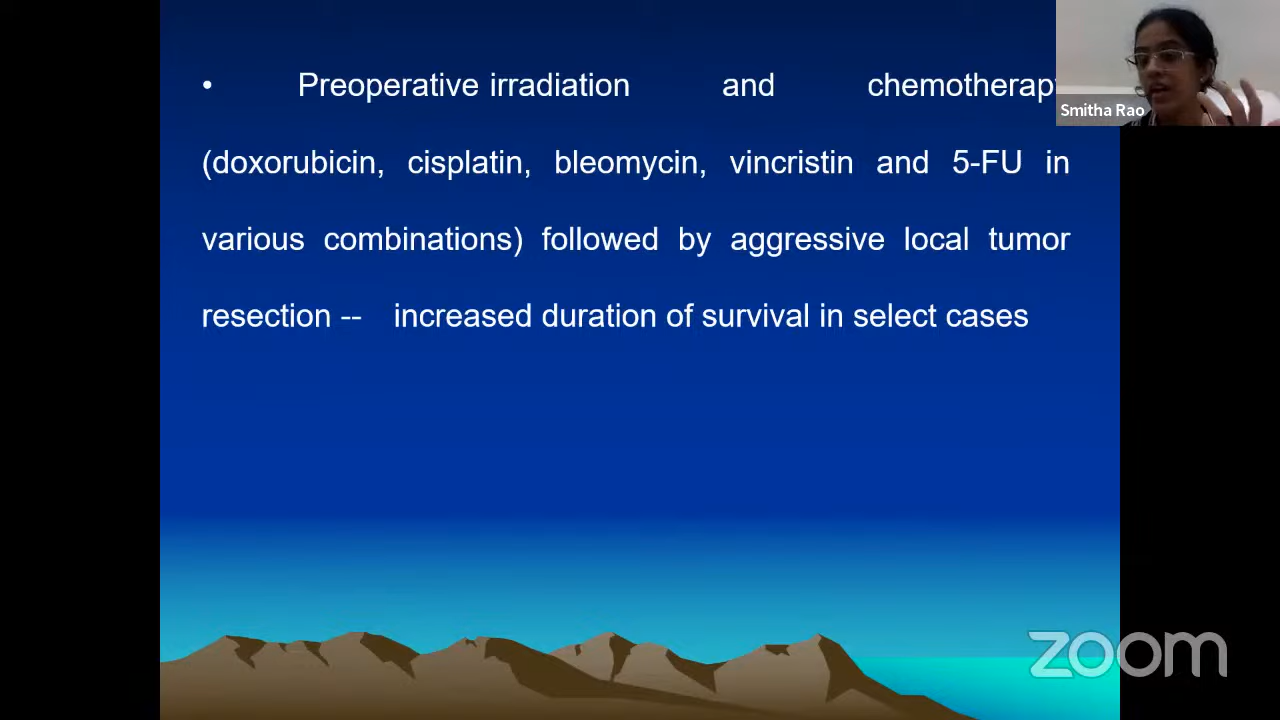 • Preoperative irradiation and chemotherapy
Smitha Rao
(doxorubicin, cisplatin, bleomycin, vincristin and 5-FU in
various combinations) followed by aggressive local tumor
resection -- increased duration of survival in select cases
zoom